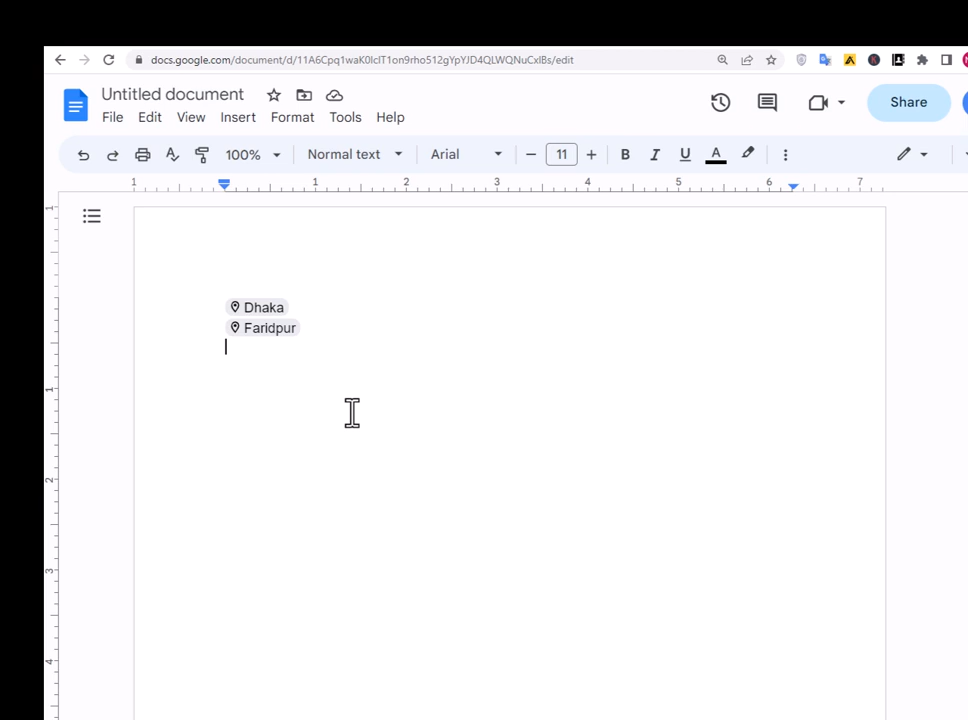 docs.google.com/document/d/11A6Cpq1waK0lclT1on9rho512gYpYJD4QLWQNuCxlBs/edit
Untitled document
File Edit View Insert Format Tools Help
Share
100% Normal text Arial 11 B I U A
1 1 2 3 4 5 6 7
1
Dhaka
Faridpur
1
2
3
4